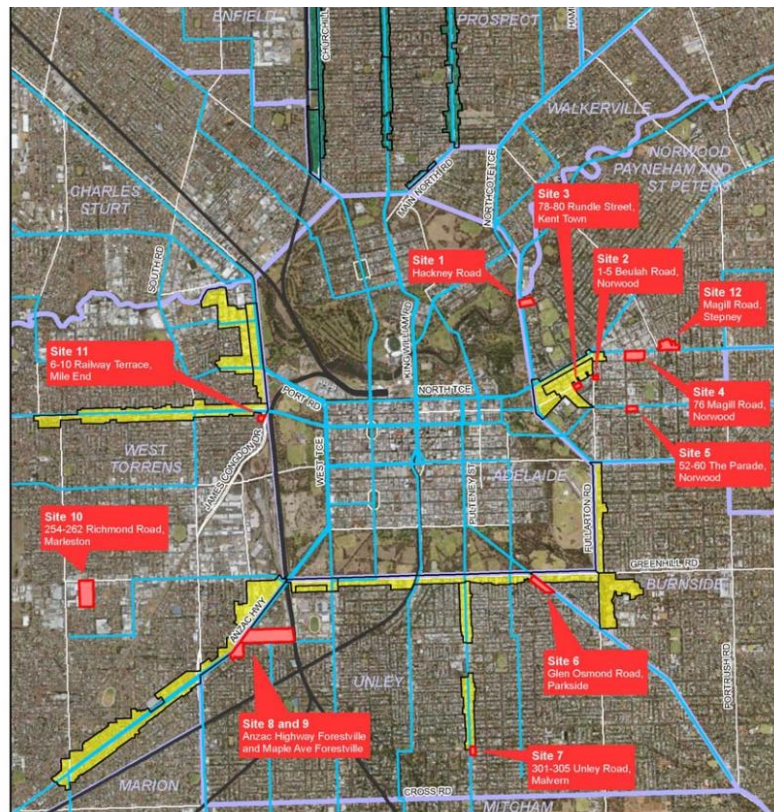 ENFIELD
CHURCHILL
PROSPECT
HAM
WALKERVILLE
NORWOOD
PAYNEHAM AND
ST PETERS
CHARLES
STURT
MAIN NORTH RD
NORTHCOTE TCE
SOUTH RD
Site 3
78-80 Rundle Street,
Kent Town
Site 1
Hackney Road
Site 2
1-5 Beulah Road,
Norwood
Site 12
Magill Road,
Stepney
KING WILLIAM RD
Site 11
6-10 Railway Terrace,
Mile End
PORT RD
NORTH TCE
Site 4
76 Magill Road,
Norwood
WEST
TORRENS
JAMES CONGDON DR
WEST TCE
PULTENEY ST
ADELAIDE
Site 5
52-60 The Parade,
Norwood
FULLARTON RD
Site 10
254-262 Richmond Road,
Marleston
GREENHILL RD
BURNSIDE
ANZAC HWY
Site 6
Glen Osmond Road,
Parkside
UNLEY
PORTRUSH RD
Site 8 and 9
Anzac Highway Forestville
and Maple Ave Forestville
Site 7
301-305 Unley Road,
Malvern
MARION
CROSS RD
MITCHAM